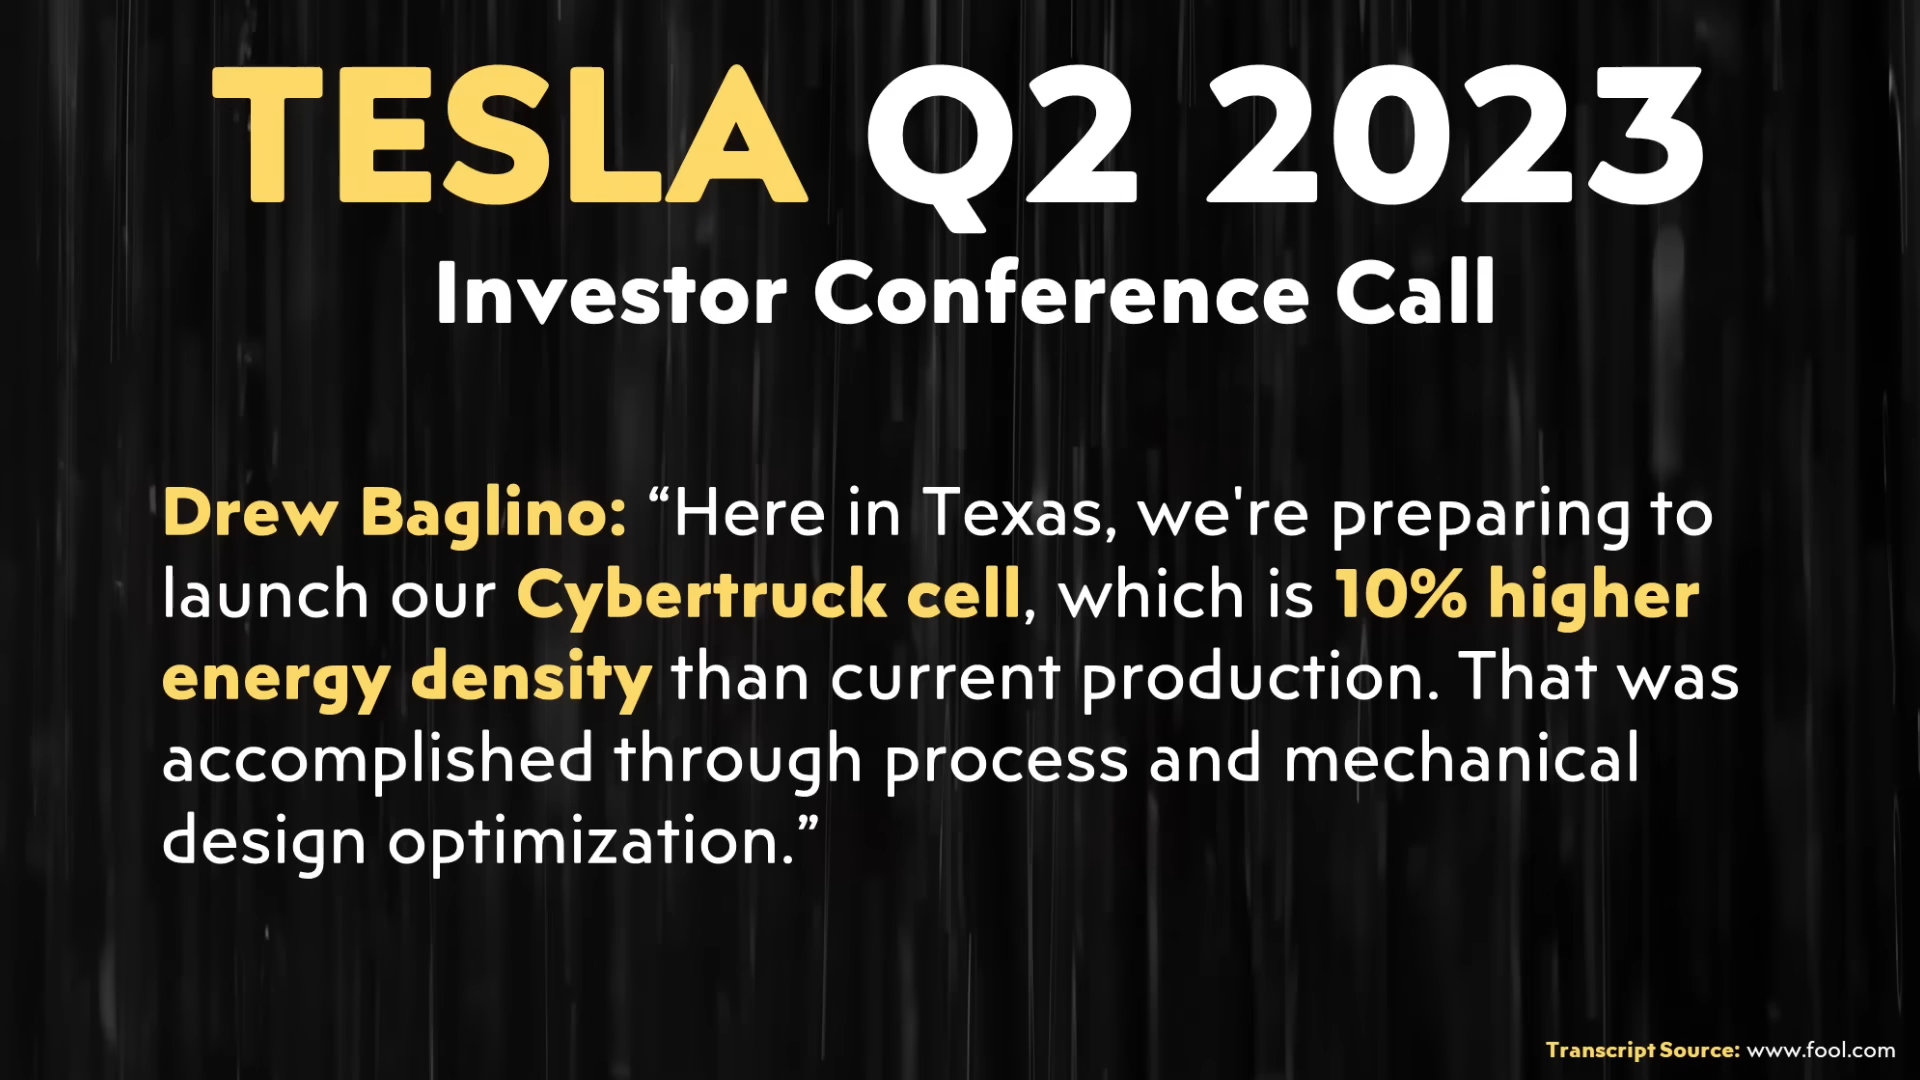 TESLA Q2 2023
Investor Conference Call
Drew Baglino: “Here in Texas, we're preparing to
launch our Cybertruck cell, which is 10% higher
energy density than current production. That was
accomplished through process and mechanical
design optimization.”
Transcript Source: www.fool.com